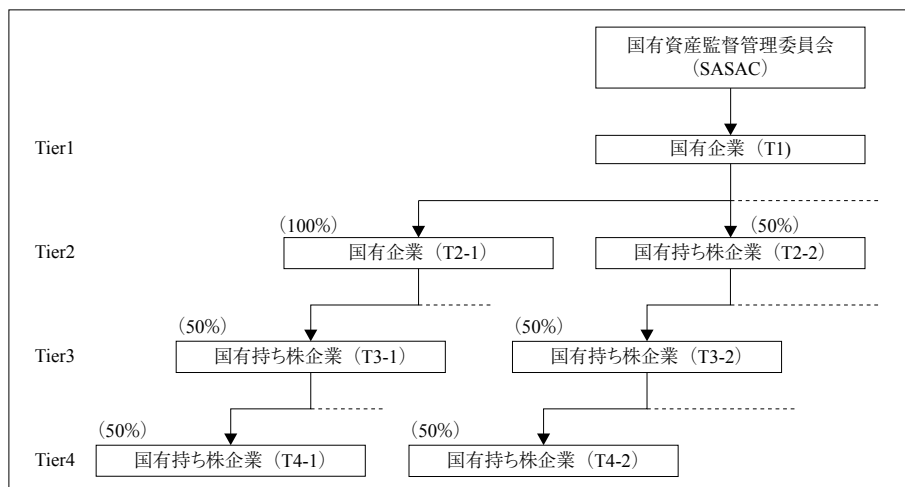 国有資産監督管理委員会
（SASAC）
Tier1
国有企業（T1)
（100%）
（50%）
Tier2
国有企業（T2-1）
国有持ち株企業（T2-2）
（50%）
（50%）
Tier3
国有持ち株企業（T3-1）
国有持ち株企業（T3-2）
（50%）
（50%）
Tier4
国有持ち株企業（T4-1）
国有持ち株企業（T4-2）